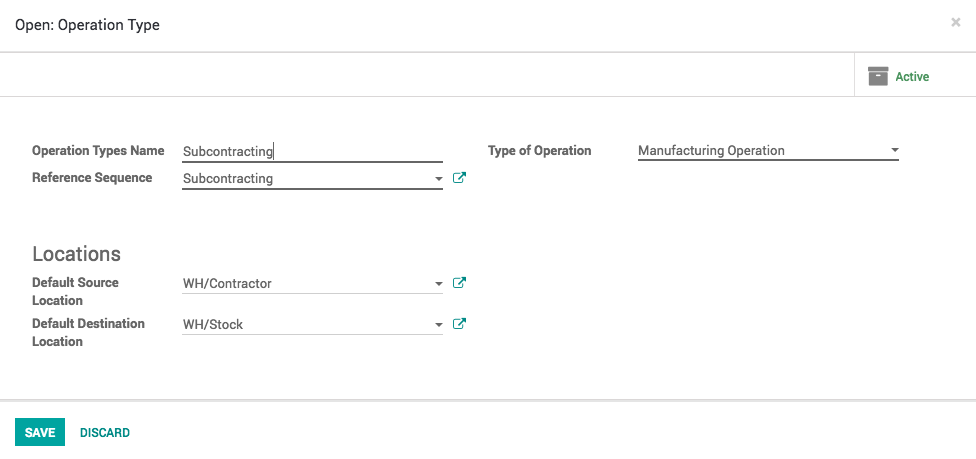 Open: Operation Type
×
Active
Operation Types Name Subcontracting Type of Operation Manufacturing Operation
Reference Sequence Subcontracting
Locations
Default Source Location WH/Contractor
Default Destination Location WH/Stock
SAVE DISCARD